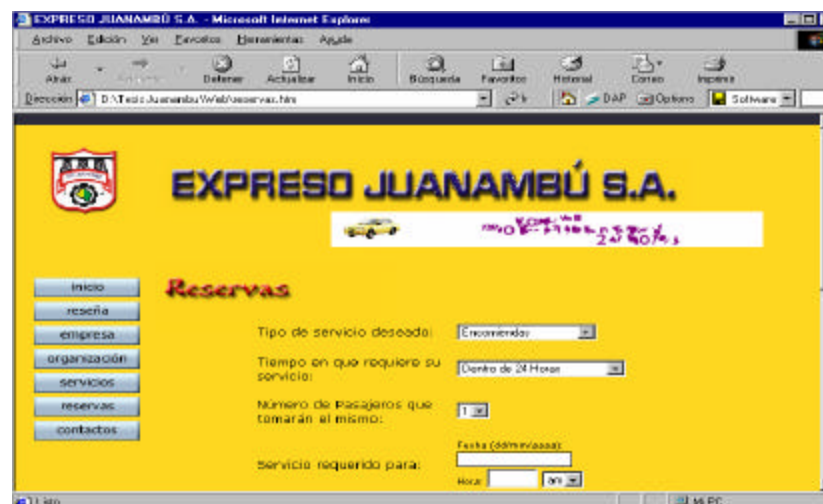 EXPRESO JUANAMBÚ S.A. - Microsoft Internet Explorer
Archivo Edición Ver Favoritos Herramientas Ayuda
Atrás Detener Actualizar Inicio Búsqueda Favoritos Historial Correo Imprimir
Dirección D:\Tesis Juanambu\Web\reservas.htm DAP Options Software
EXPRESO JUANAMBÚ S.A.
Reservas
inicio
reseña
empresa
organización
servicios
reservas
contactos
Tipo de servicio deseado: Encomiendas
Tiempo en que requiere su servicio: Dentro de 24 Horas
Número de Pasajeros que tomarán el mismo: 1
Fecha (dd/mm/aaaa):
Servicio requerido para:
Hora: am
Listo Mi PC